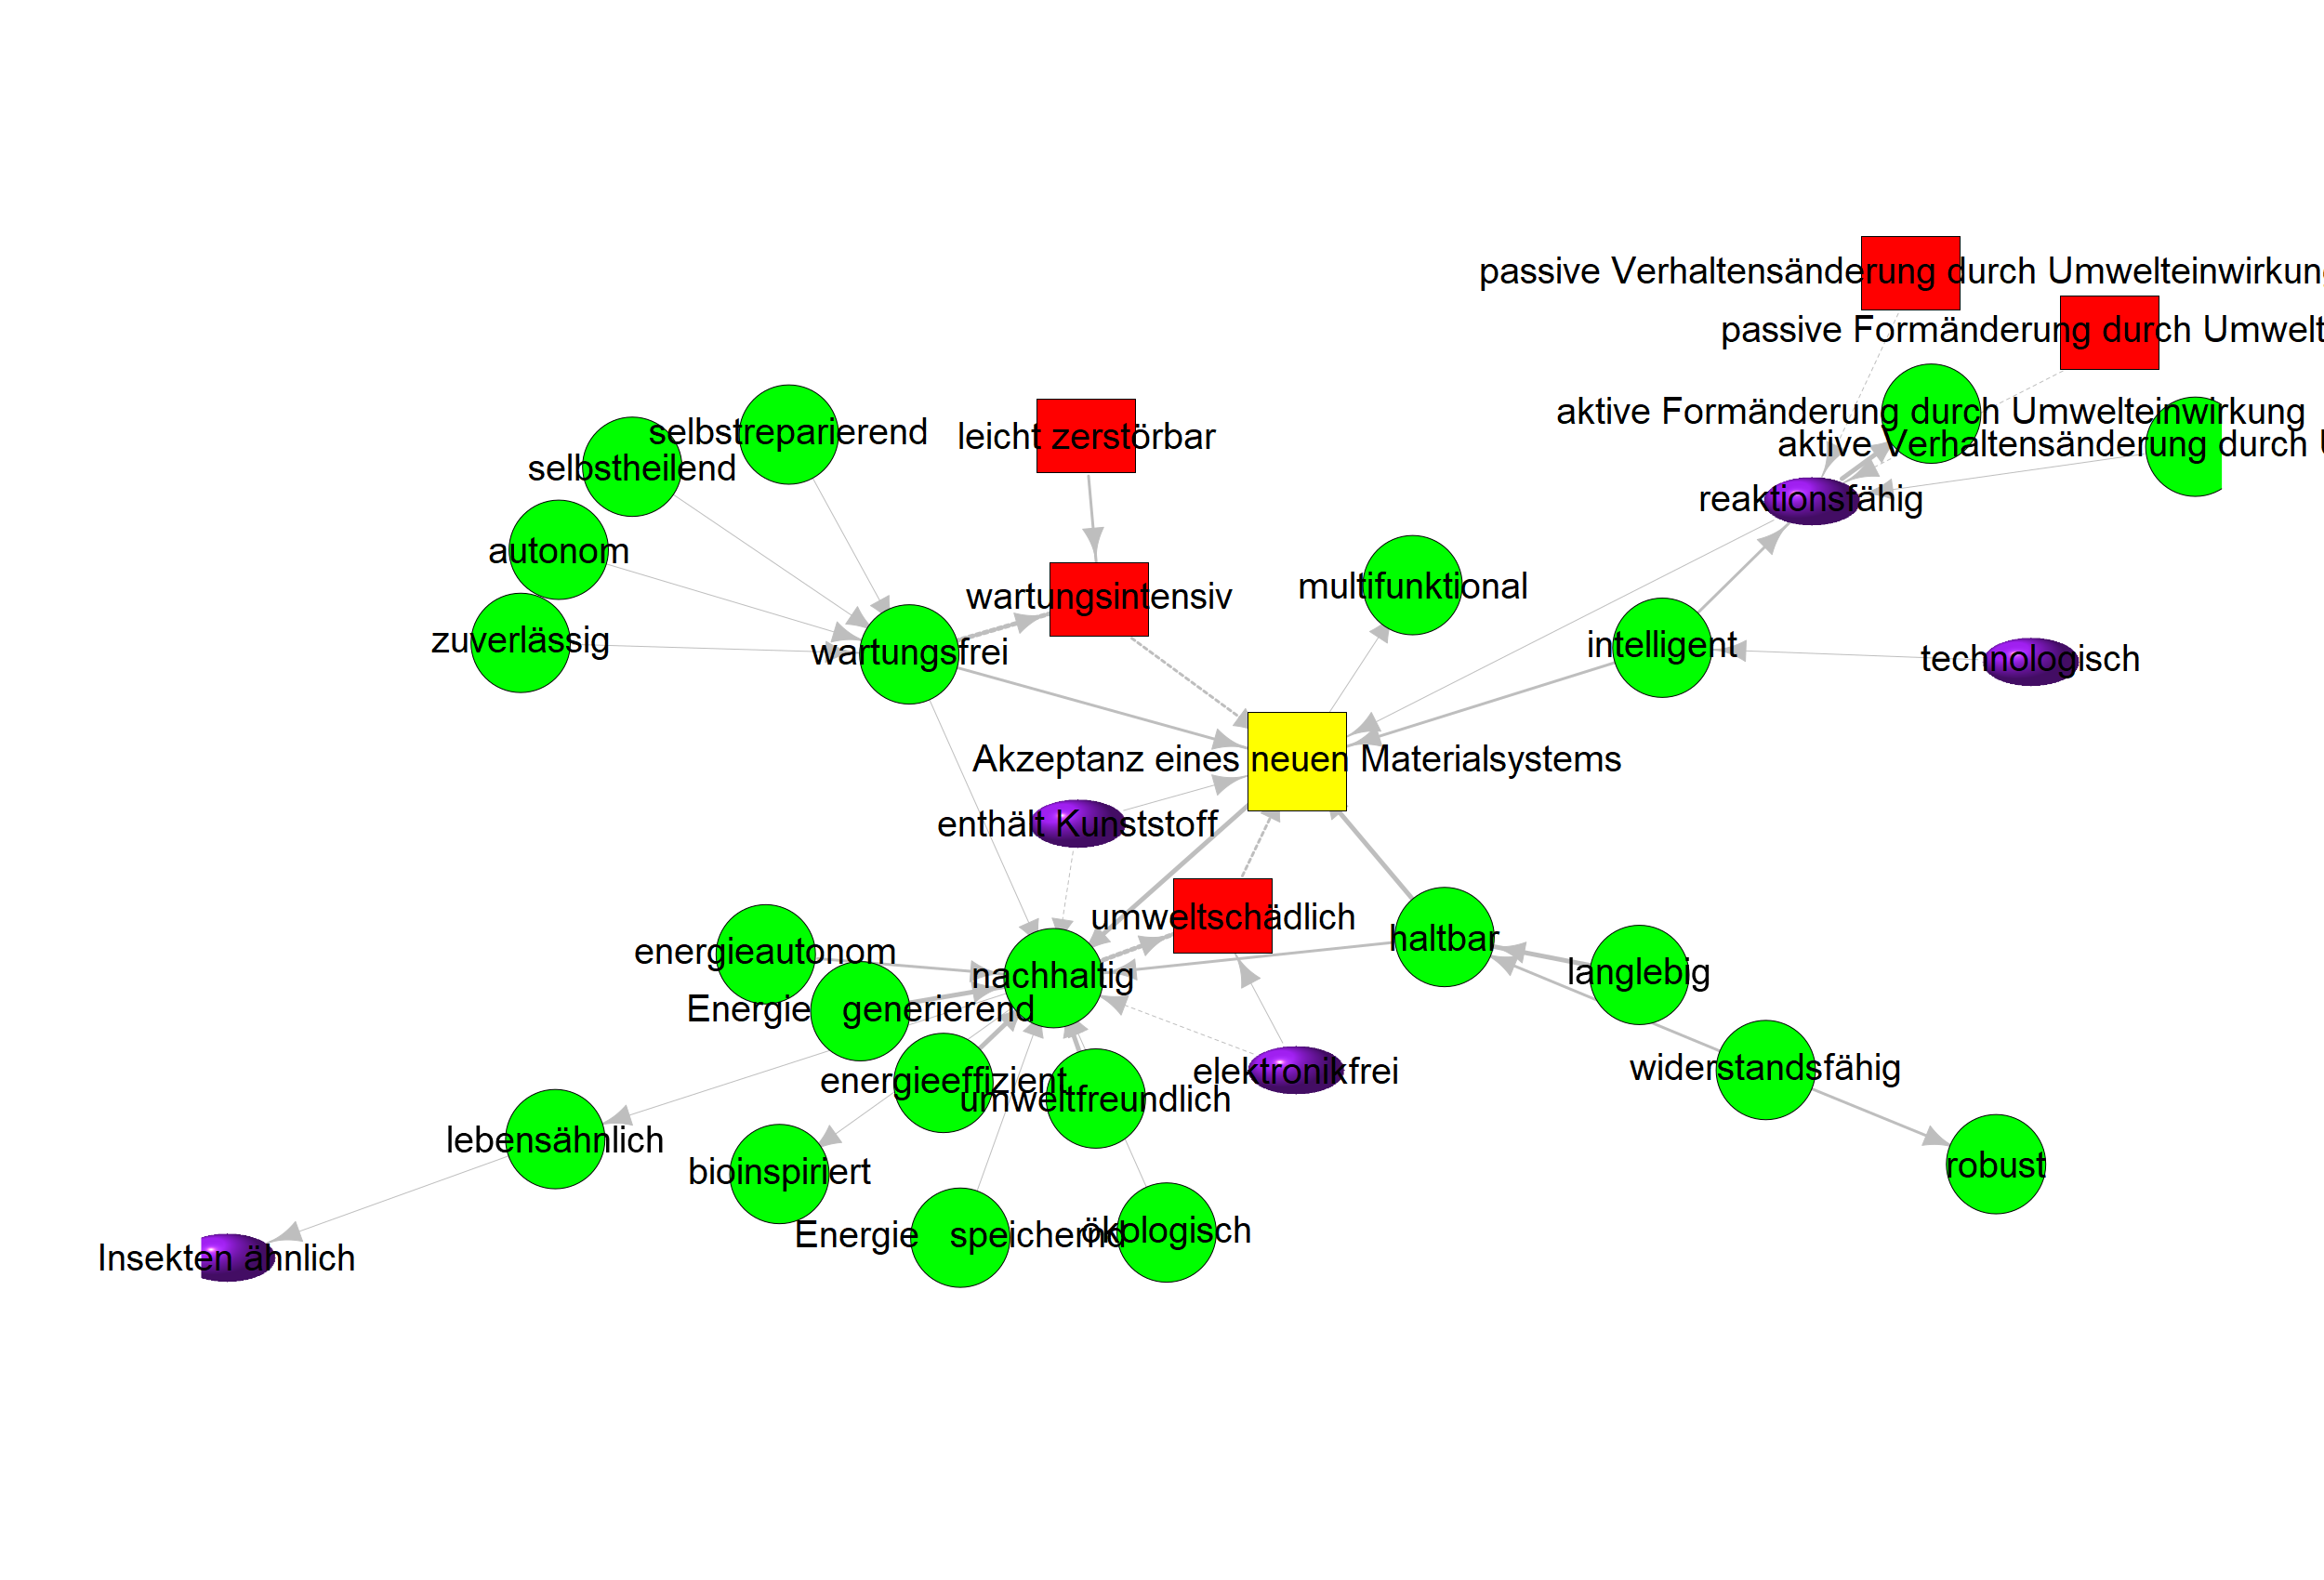 passive Verhaltensänderung durch Umwelteinwirkun
passive Formänderung durch Umwelt
aktive Formänderung durch Umwelteinwirkung
aktive Verhaltensänderung durch
selbstreparierend
leicht zerstörbar
selbstheilend
reaktionsfähig
autonom
multifunktional
wartungsintensiv
zuverlässig
wartungsfrei
intelligent
technologisch
Akzeptanz eines neuen Materialsystems
enthält Kunststoff
umweltschädlich
haltbar
energieautonom
nachhaltig
langlebig
Energie generierend
widerstandsfähig
elektronikfrei
energieeffizient
umweltfreundlich
lebensähnlich
robust
bioinspiriert
Energie speichernd
ökologisch
Insekten ähnlich